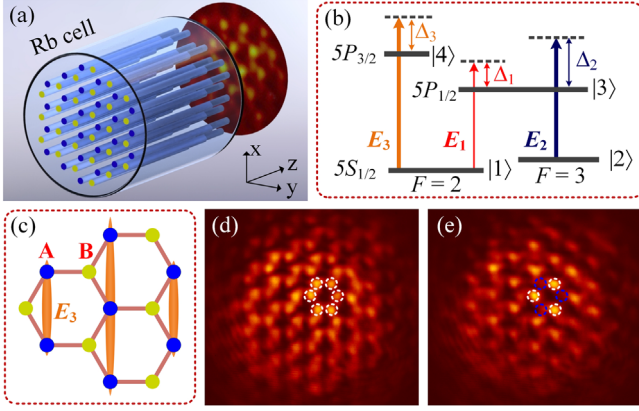 (a)
Rb cell
x
z
y
(b)
Δ₃
5P₃/₂
|4⟩
Δ₁
Δ₂
5P₁/₂
|3⟩
E₃
E₁
E₂
5S₁/₂
|1⟩
|2⟩
F = 2
F = 3
(c)
A
B
E₃
(d)
(e)